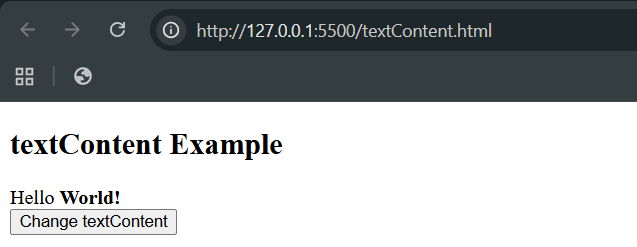 http://127.0.0.1:5500/textContent.html
textContent Example
Hello World!
Change textContent